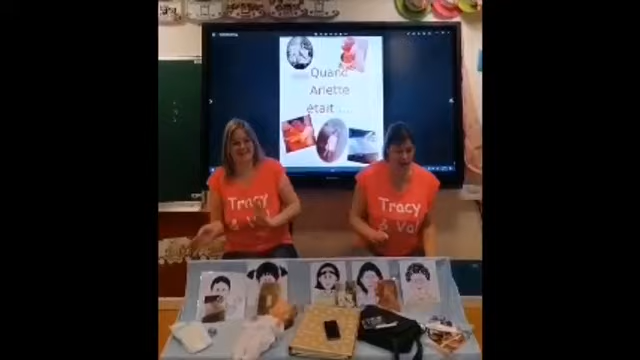 Quand
Arlette
était ...
Tracy
& Val
Tracy
& Val